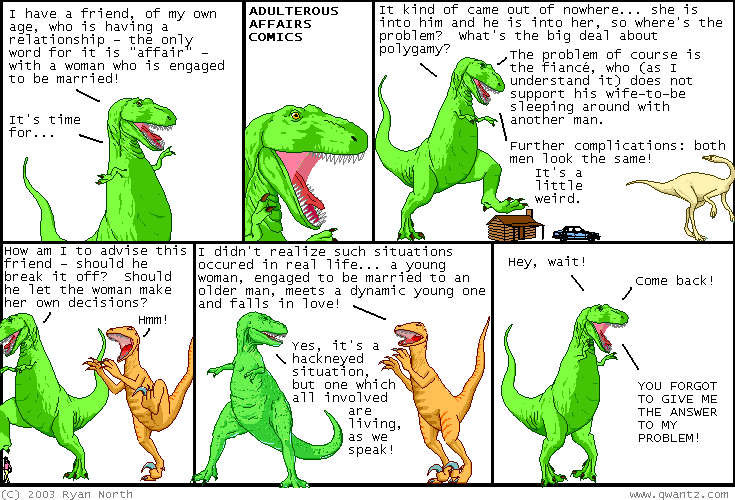 I have a friend, of my own
age, who is having a
relationship - the only
word for it is "affair" -
with a woman who is engaged
to be married!
It's time
for...
ADULTEROUS
AFFAIRS
COMICS
It kind of came out of nowhere... she is
into him and he is into her, so where's the
problem?  What's the big deal about
polygamy?
The problem of course is
the fiancé, who (as I
understand it) does not
support his wife-to-be
sleeping around with
another man.
Further complications: both
men look the same!
It's a
little
weird.
How am I to advise this
friend - should he
break it off?  Should
he let the woman make
her own decisions?
Hmm!
I didn't realize such situations
occured in real life... a young
woman, engaged to be married to an
older man, meets a dynamic young one
and falls in love!
Yes, it's a
hackneyed
situation,
but one which
all involved
are
living,
as we
speak!
Hey, wait!
Come back!
YOU FORGOT
TO GIVE ME
THE ANSWER
TO MY
PROBLEM!
(C) 2003 Ryan North
www.qwantz.com